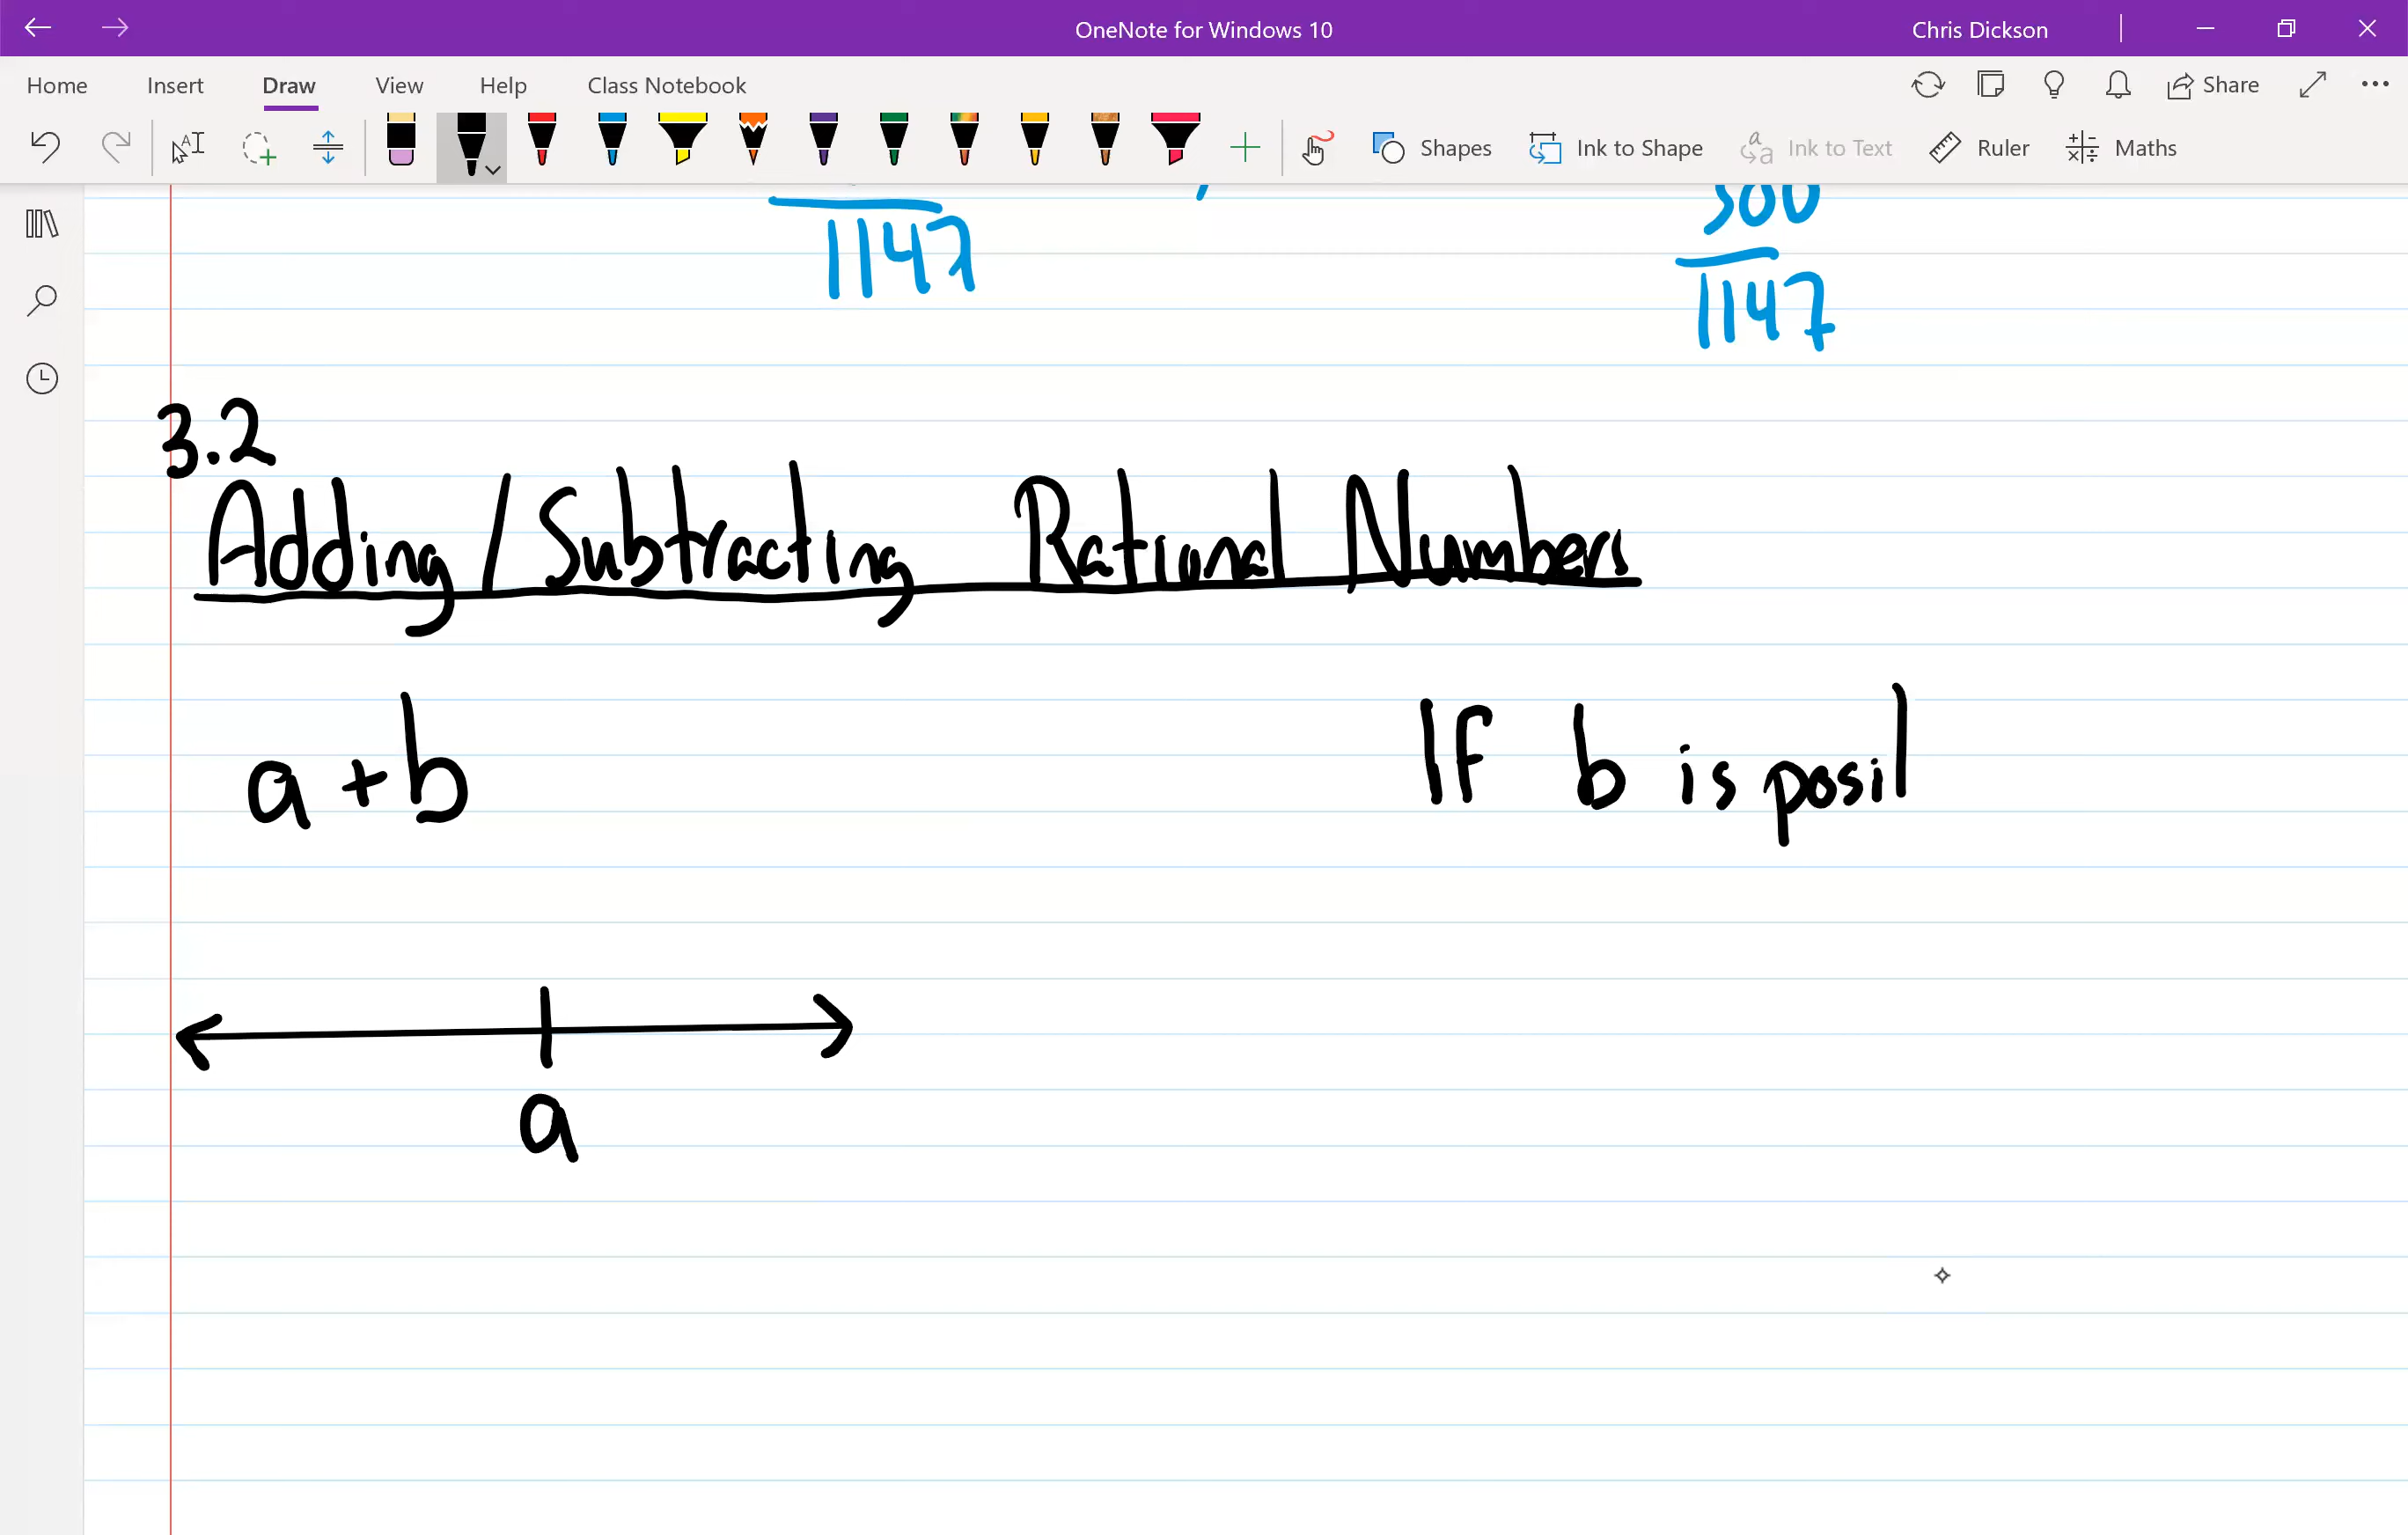 OneNote for Windows 10 Chris Dickson
Home Insert Draw View Help Class Notebook Share
Shapes Ink to Shape Ink to Text Ruler Maths
300
1147
1147
3.2
Adding/Subtracting Rational Numbers
a+b If b is posi
a